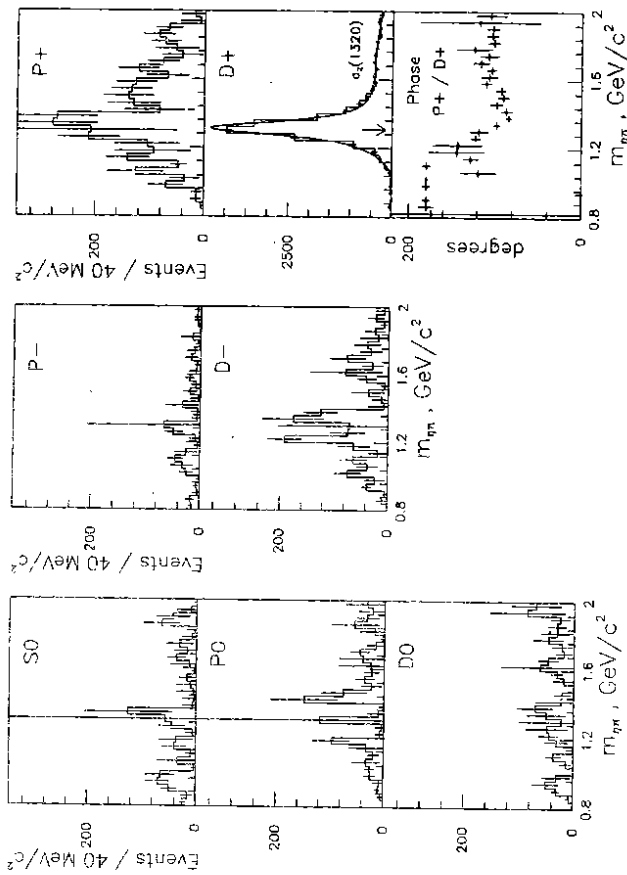 Events / 40 MeV/c²
200
S0
0
200
P0
0
200
D0
0
0.8
1.2
1.6
2
m_ηπ , GeV/c²
Events / 40 MeV/c²
200
P−
0
200
D−
0
0.8
1.2
1.6
2
m_ηπ , GeV/c²
Events / 40 MeV/c²
200
P+
0
2500
D+
a₂(1320)
0
degrees
200
Phase
P+ / D+
0
0.8
1.2
1.6
2
m_ηπ , GeV/c²